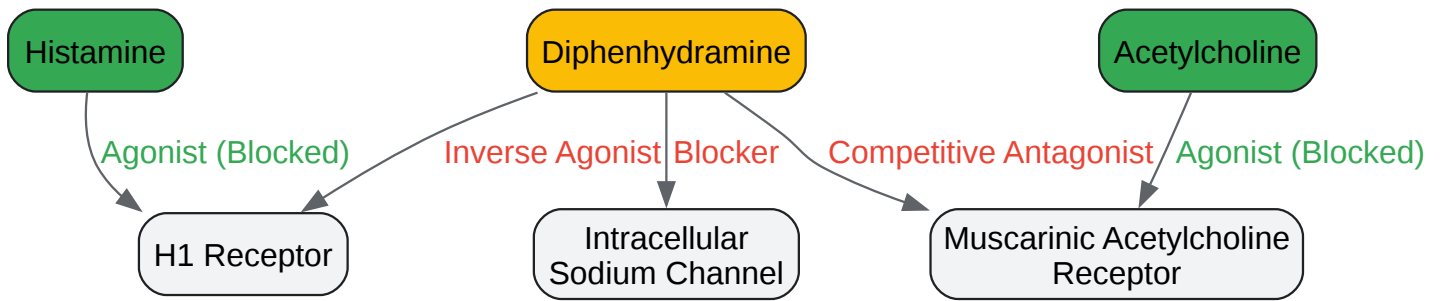 Histamine
Diphenhydramine
Acetylcholine
Agonist (Blocked)
Inverse Agonist
Blocker
Competitive Antagonist
Agonist (Blocked)
H1 Receptor
Intracellular
Sodium Channel
Muscarinic Acetylcholine
Receptor